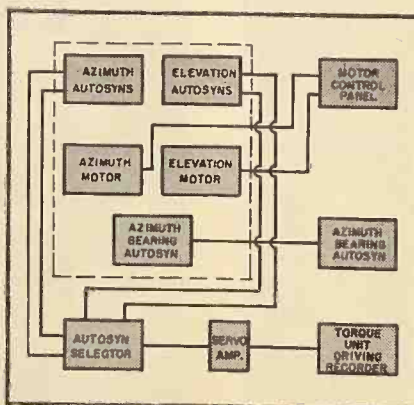 AZIMUTH
AUTOSYNS
ELEVATION
AUTOSYNS
MOTOR
CONTROL
PANEL
AZIMUTH
MOTOR
ELEVATION
MOTOR
AZIMUTH
BEARING
AUTOSYN
AZIMUTH
BEARING
AUTOSYN
AUTOSYN
SELECTOR
SERVO
AMP.
TORQUE
UNIT
DRIVING
RECORDER